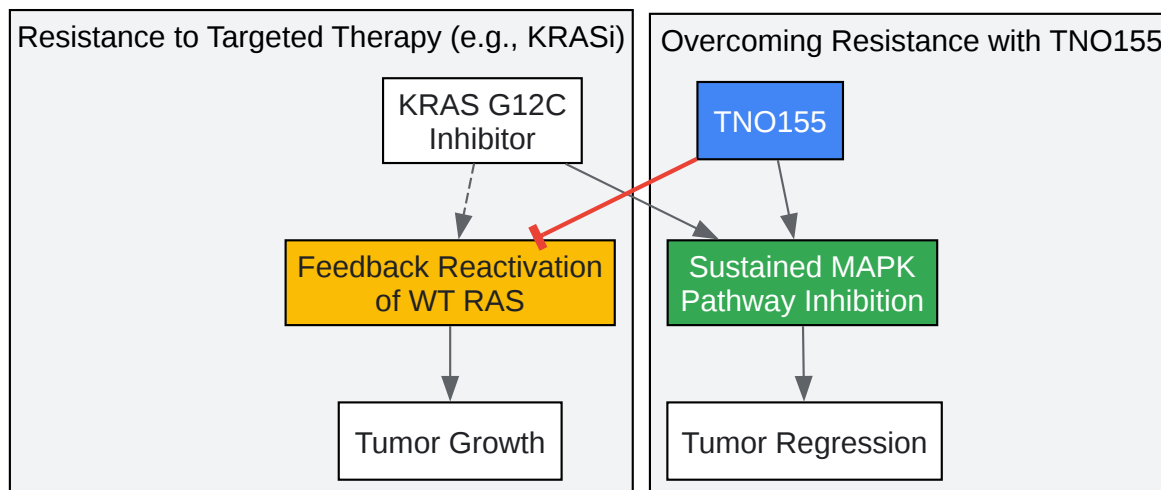 Resistance to Targeted Therapy (e.g., KRASi)
KRAS G12C
Inhibitor
Feedback Reactivation
of WT RAS
Tumor Growth
Overcoming Resistance with TNO155
TNO155
Sustained MAPK
Pathway Inhibition
Tumor Regression